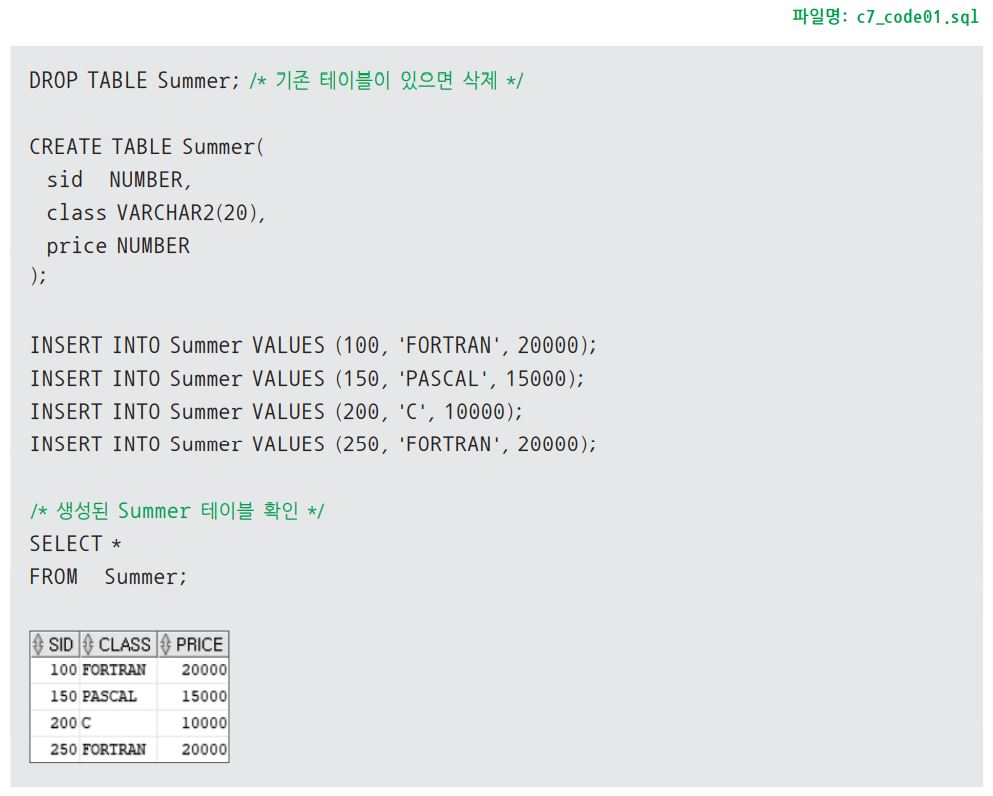 파일명: c7_code01.sql
DROP TABLE Summer; /* 기존 테이블이 있으면 삭제 */
CREATE TABLE Summer(
sid NUMBER,
class VARCHAR2(20),
price NUMBER
);
INSERT INTO Summer VALUES (100, 'FORTRAN', 20000);
INSERT INTO Summer VALUES (150, 'PASCAL', 15000);
INSERT INTO Summer VALUES (200, 'C', 10000);
INSERT INTO Summer VALUES (250, 'FORTRAN', 20000);
/* 생성된 Summer 테이블 확인 */
SELECT *
FROM Summer;
SID CLASS PRICE
100 FORTRAN 20000
150 PASCAL 15000
200 C 10000
250 FORTRAN 20000